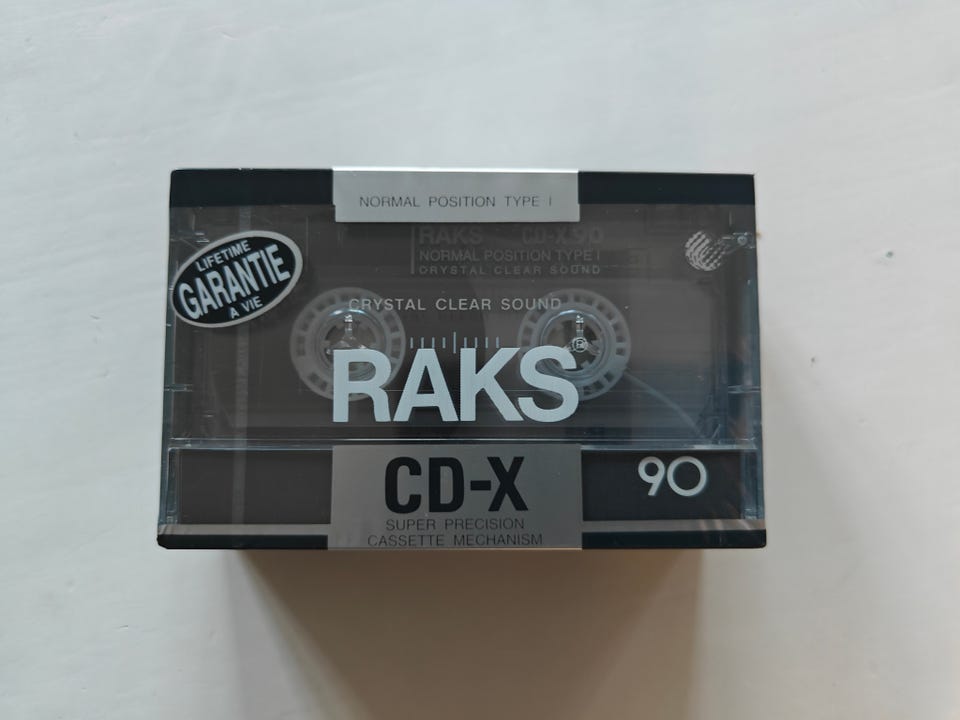 NORMAL POSITION TYPE I
RAKS CD-X 90
NORMAL POSITION TYPE I
CRYSTAL CLEAR SOUND
LIFETIME
GARANTIE
A VIE
CRYSTAL CLEAR SOUND
RAKS
CD-X
90
SUPER PRECISION
CASSETTE MECHANISM